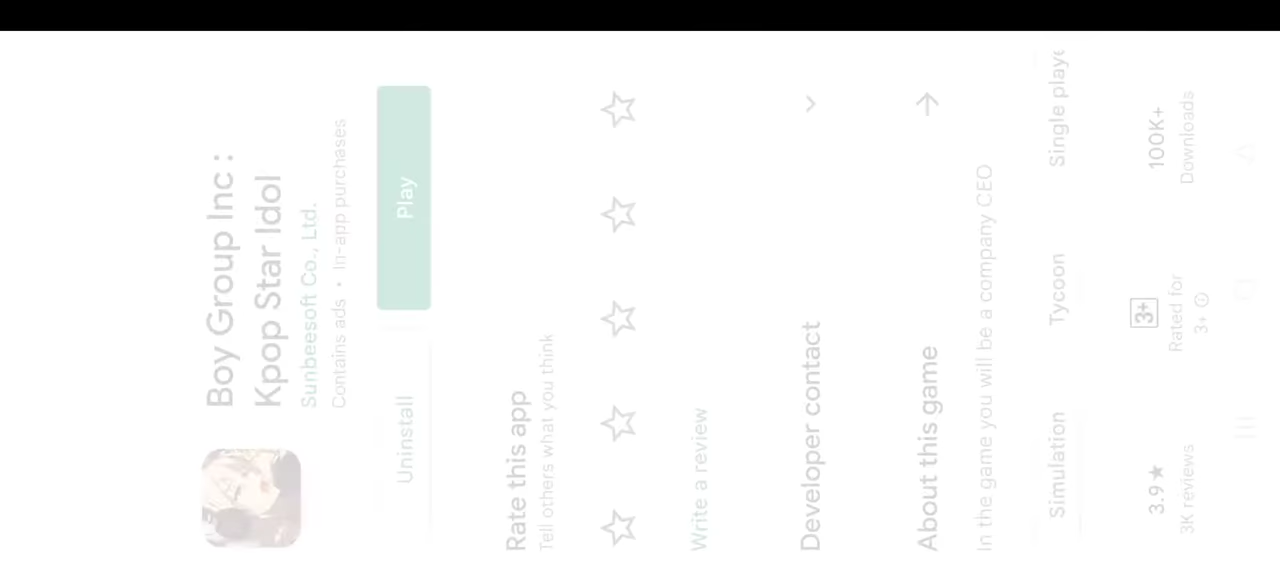 Boy Group Inc :
Kpop Star Idol
Sunbeesoft Co., Ltd.
Contains ads • In-app purchases
Uninstall
Play
Rate this app
Tell others what you think
Write a review
Developer contact
About this game
In the game you will be a company CEO
Simulation
Tycoon
Single playe
3.9★
3K reviews
3+
Rated for
3+
100K+
Downloads